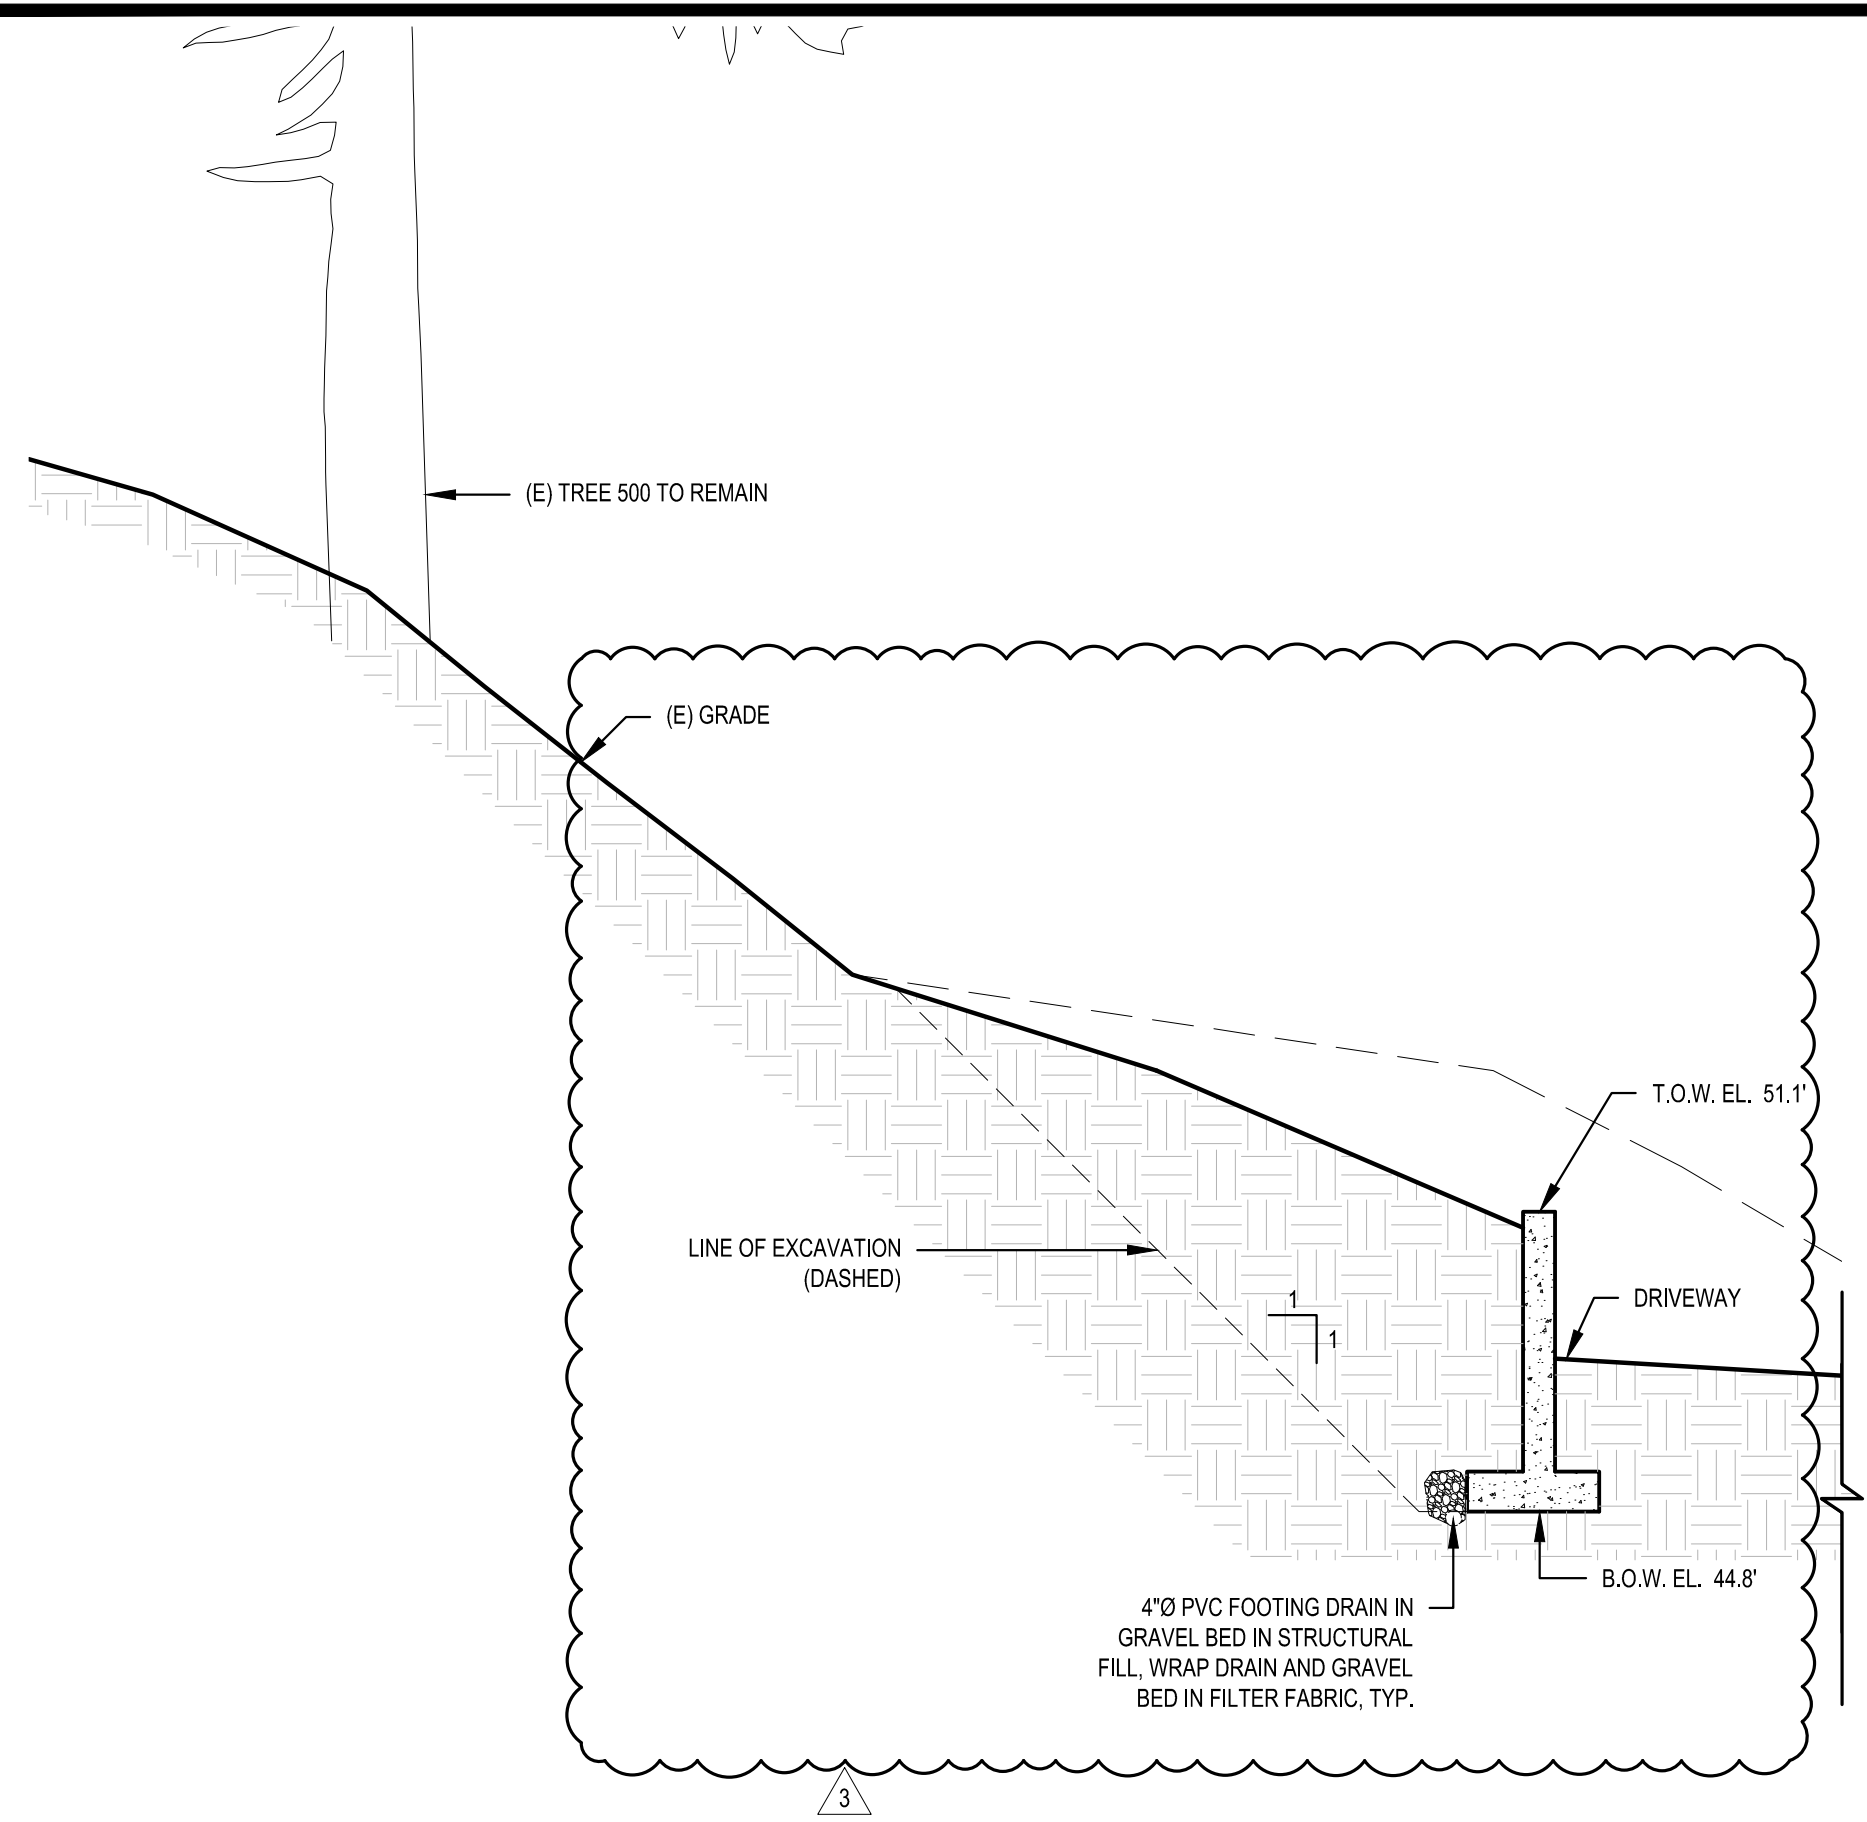 (E) TREE 500 TO REMAIN
(E) GRADE
T.O.W. EL. 51.1'
LINE OF EXCAVATION
(DASHED)
1
1
DRIVEWAY
B.O.W. EL. 44.8'
4"Ø PVC FOOTING DRAIN IN
GRAVEL BED IN STRUCTURAL
FILL, WRAP DRAIN AND GRAVEL
BED IN FILTER FABRIC, TYP.
3